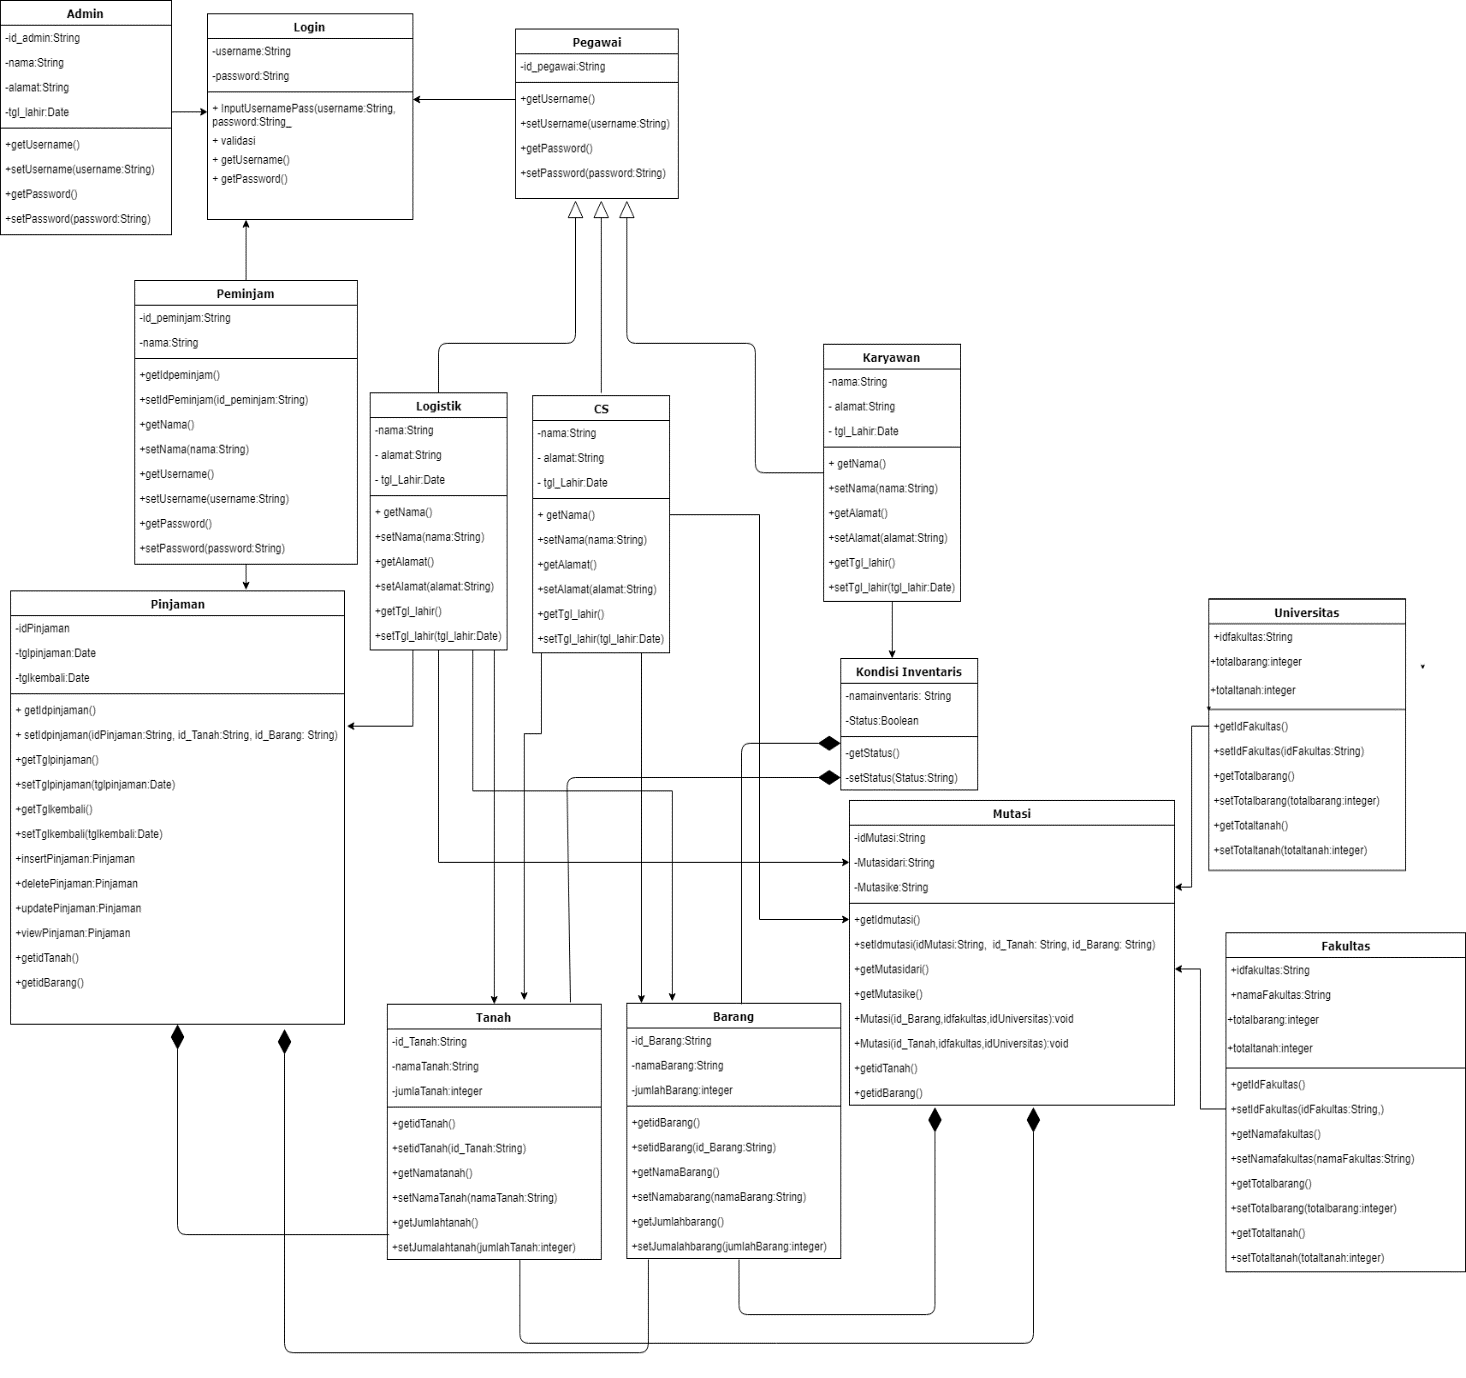 Admin
-id_admin:String
-nama:String
-alamat:String
-tgl_lahir:Date
+getUsername()
+setUsername(username:String)
+getPassword()
+setPassword(password:String)
Login
-username:String
-password:String
+ InputUsernamePass(username:String,
password:String_
+ validasi
+ getUsername()
+ getPassword()
Pegawai
-id_pegawai:String
+getUsername()
+setUsername(username:String)
+getPassword()
+setPassword(password:String)
Peminjam
-id_peminjam:String
-nama:String
+getIdpeminjam()
+setIdPeminjam(id_peminjam:String)
+getNama()
+setNama(nama:String)
+getUsername()
+setUsername(username:String)
+getPassword()
+setPassword(password:String)
Logistik
-nama:String
- alamat:String
- tgl_Lahir:Date
+ getNama()
+setNama(nama:String)
+getAlamat()
+setAlamat(alamat:String)
+getTgl_lahir()
+setTgl_lahir(tgl_lahir:Date)
CS
-nama:String
- alamat:String
- tgl_Lahir:Date
+ getNama()
+setNama(nama:String)
+getAlamat()
+setAlamat(alamat:String)
+getTgl_lahir()
+setTgl_lahir(tgl_lahir:Date)
Karyawan
-nama:String
- alamat:String
- tgl_Lahir:Date
+ getNama()
+setNama(nama:String)
+getAlamat()
+setAlamat(alamat:String)
+getTgl_lahir()
+setTgl_lahir(tgl_lahir:Date)
Pinjaman
-idPinjaman
-tglpinjaman:Date
-tglkembali:Date
+ getIdpinjaman()
+ setIdpinjaman(idPinjaman:String, id_Tanah:String, id_Barang: String)
+getTglpinjaman()
+setTglpinjaman(tglpinjaman:Date)
+getTglkembali()
+setTglkembali(tglkembali:Date)
+insertPinjaman:Pinjaman
+deletePinjaman:Pinjaman
+updatePinjaman:Pinjaman
+viewPinjaman:Pinjaman
+getidTanah()
+getidBarang()
Kondisi Inventaris
-namainventaris: String
-Status:Boolean
-getStatus()
-setStatus(Status:String)
Universitas
+idfakultas:String
+totalbarang:integer
+totaltanah:integer
+getIdFakultas()
+setIdFakultas(idFakultas:String)
+getTotalbarang()
+setTotalbarang(totalbarang:integer)
+getTotaltanah()
+setTotaltanah(totaltanah:integer)
Mutasi
-idMutasi:String
-Mutasidari:String
-Mutasike:String
+getIdmutasi()
+setIdmutasi(idMutasi:String, id_Tanah: String, id_Barang: String)
+getMutasidari()
+getMutasike()
+Mutasi(id_Barang,idfakultas,idUniversitas):void
+Mutasi(id_Tanah,idfakultas,idUniversitas):void
+getidTanah()
+getidBarang()
Fakultas
+idfakultas:String
+namaFakultas:String
+totalbarang:integer
+totaltanah:integer
+getIdFakultas()
+setIdFakultas(idFakultas:String,)
+getNamafakultas()
+setNamafakultas(namaFakultas:String)
+getTotalbarang()
+setTotalbarang(totalbarang:integer)
+getTotaltanah()
+setTotaltanah(totaltanah:integer)
Tanah
-id_Tanah:String
-namaTanah:String
-jumlaTanah:integer
+getidTanah()
+setidTanah(id_Tanah:String)
+getNamatanah()
+setNamaTanah(namaTanah:String)
+getJumlahtanah()
+setJumalahtanah(jumlahTanah:integer)
Barang
-id_Barang:String
-namaBarang:String
-jumlahBarang:integer
+getidBarang()
+setidBarang(id_Barang:String)
+getNamaBarang()
+setNamabarang(namaBarang:String)
+getJumlahbarang()
+setJumalahbarang(jumlahBarang:integer)